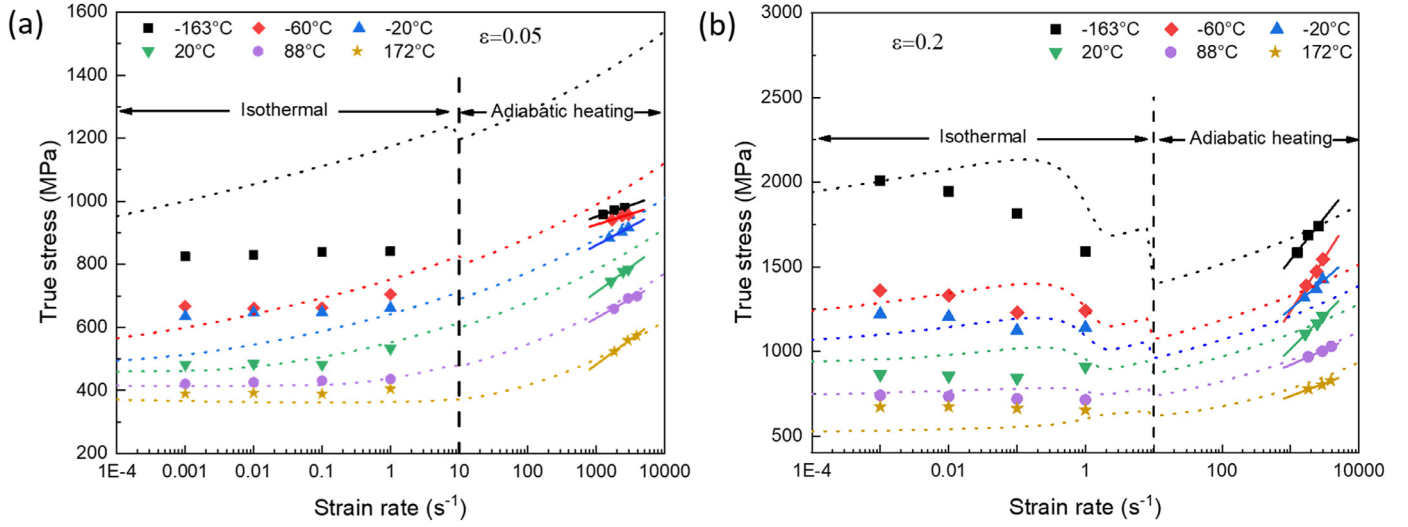 (a)
-163°C -60°C -20°C
20°C 88°C 172°C
ε=0.05
Isothermal
Adiabatic heating
True stress (MPa)
1600
1400
1200
1000
800
600
400
200
1E-4 0.001 0.01 0.1 1 10 100 1000 10000
Strain rate (s⁻¹)
(b)
-163°C -60°C -20°C
20°C 88°C 172°C
ε=0.2
Isothermal
Adiabatic heating
True stress (MPa)
3000
2500
2000
1500
1000
500
1E-4 0.01 1 100 10000
Strain rate (s⁻¹)